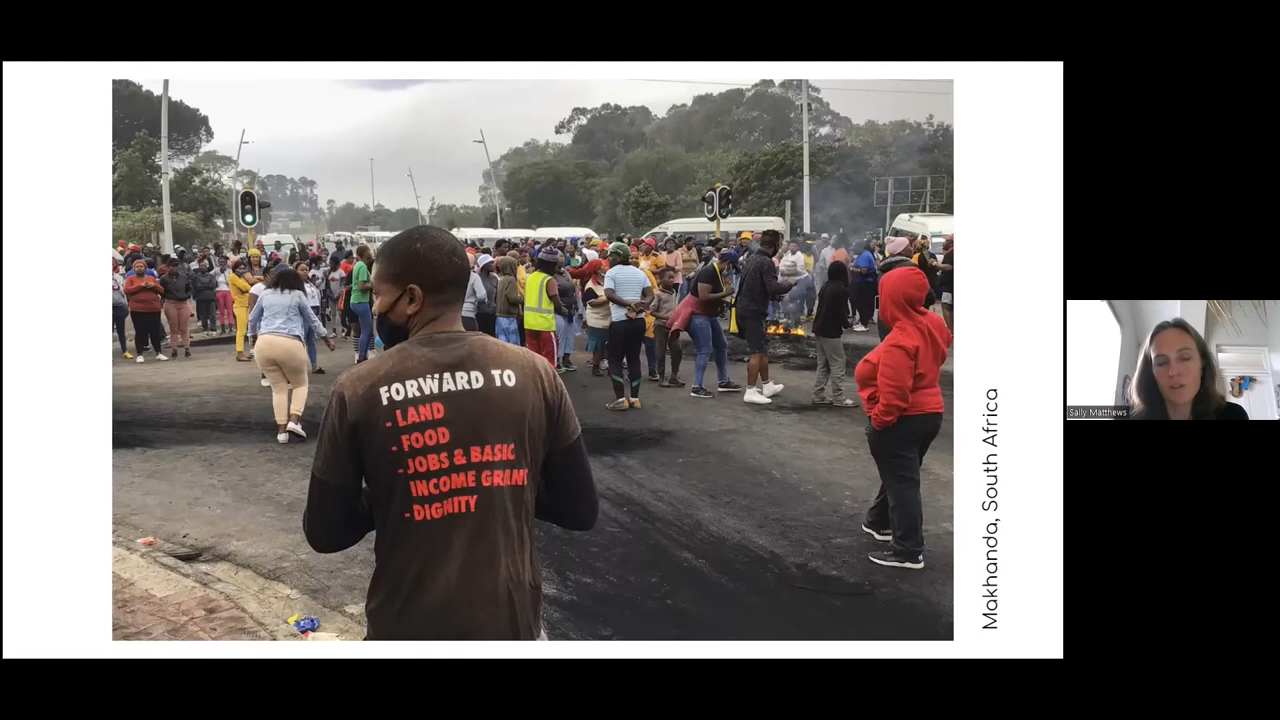 FORWARD TO
- LAND
- FOOD
- JOBS & BASIC
INCOME GRANT
- DIGNITY
Makhanda, South Africa
Sally Matthews